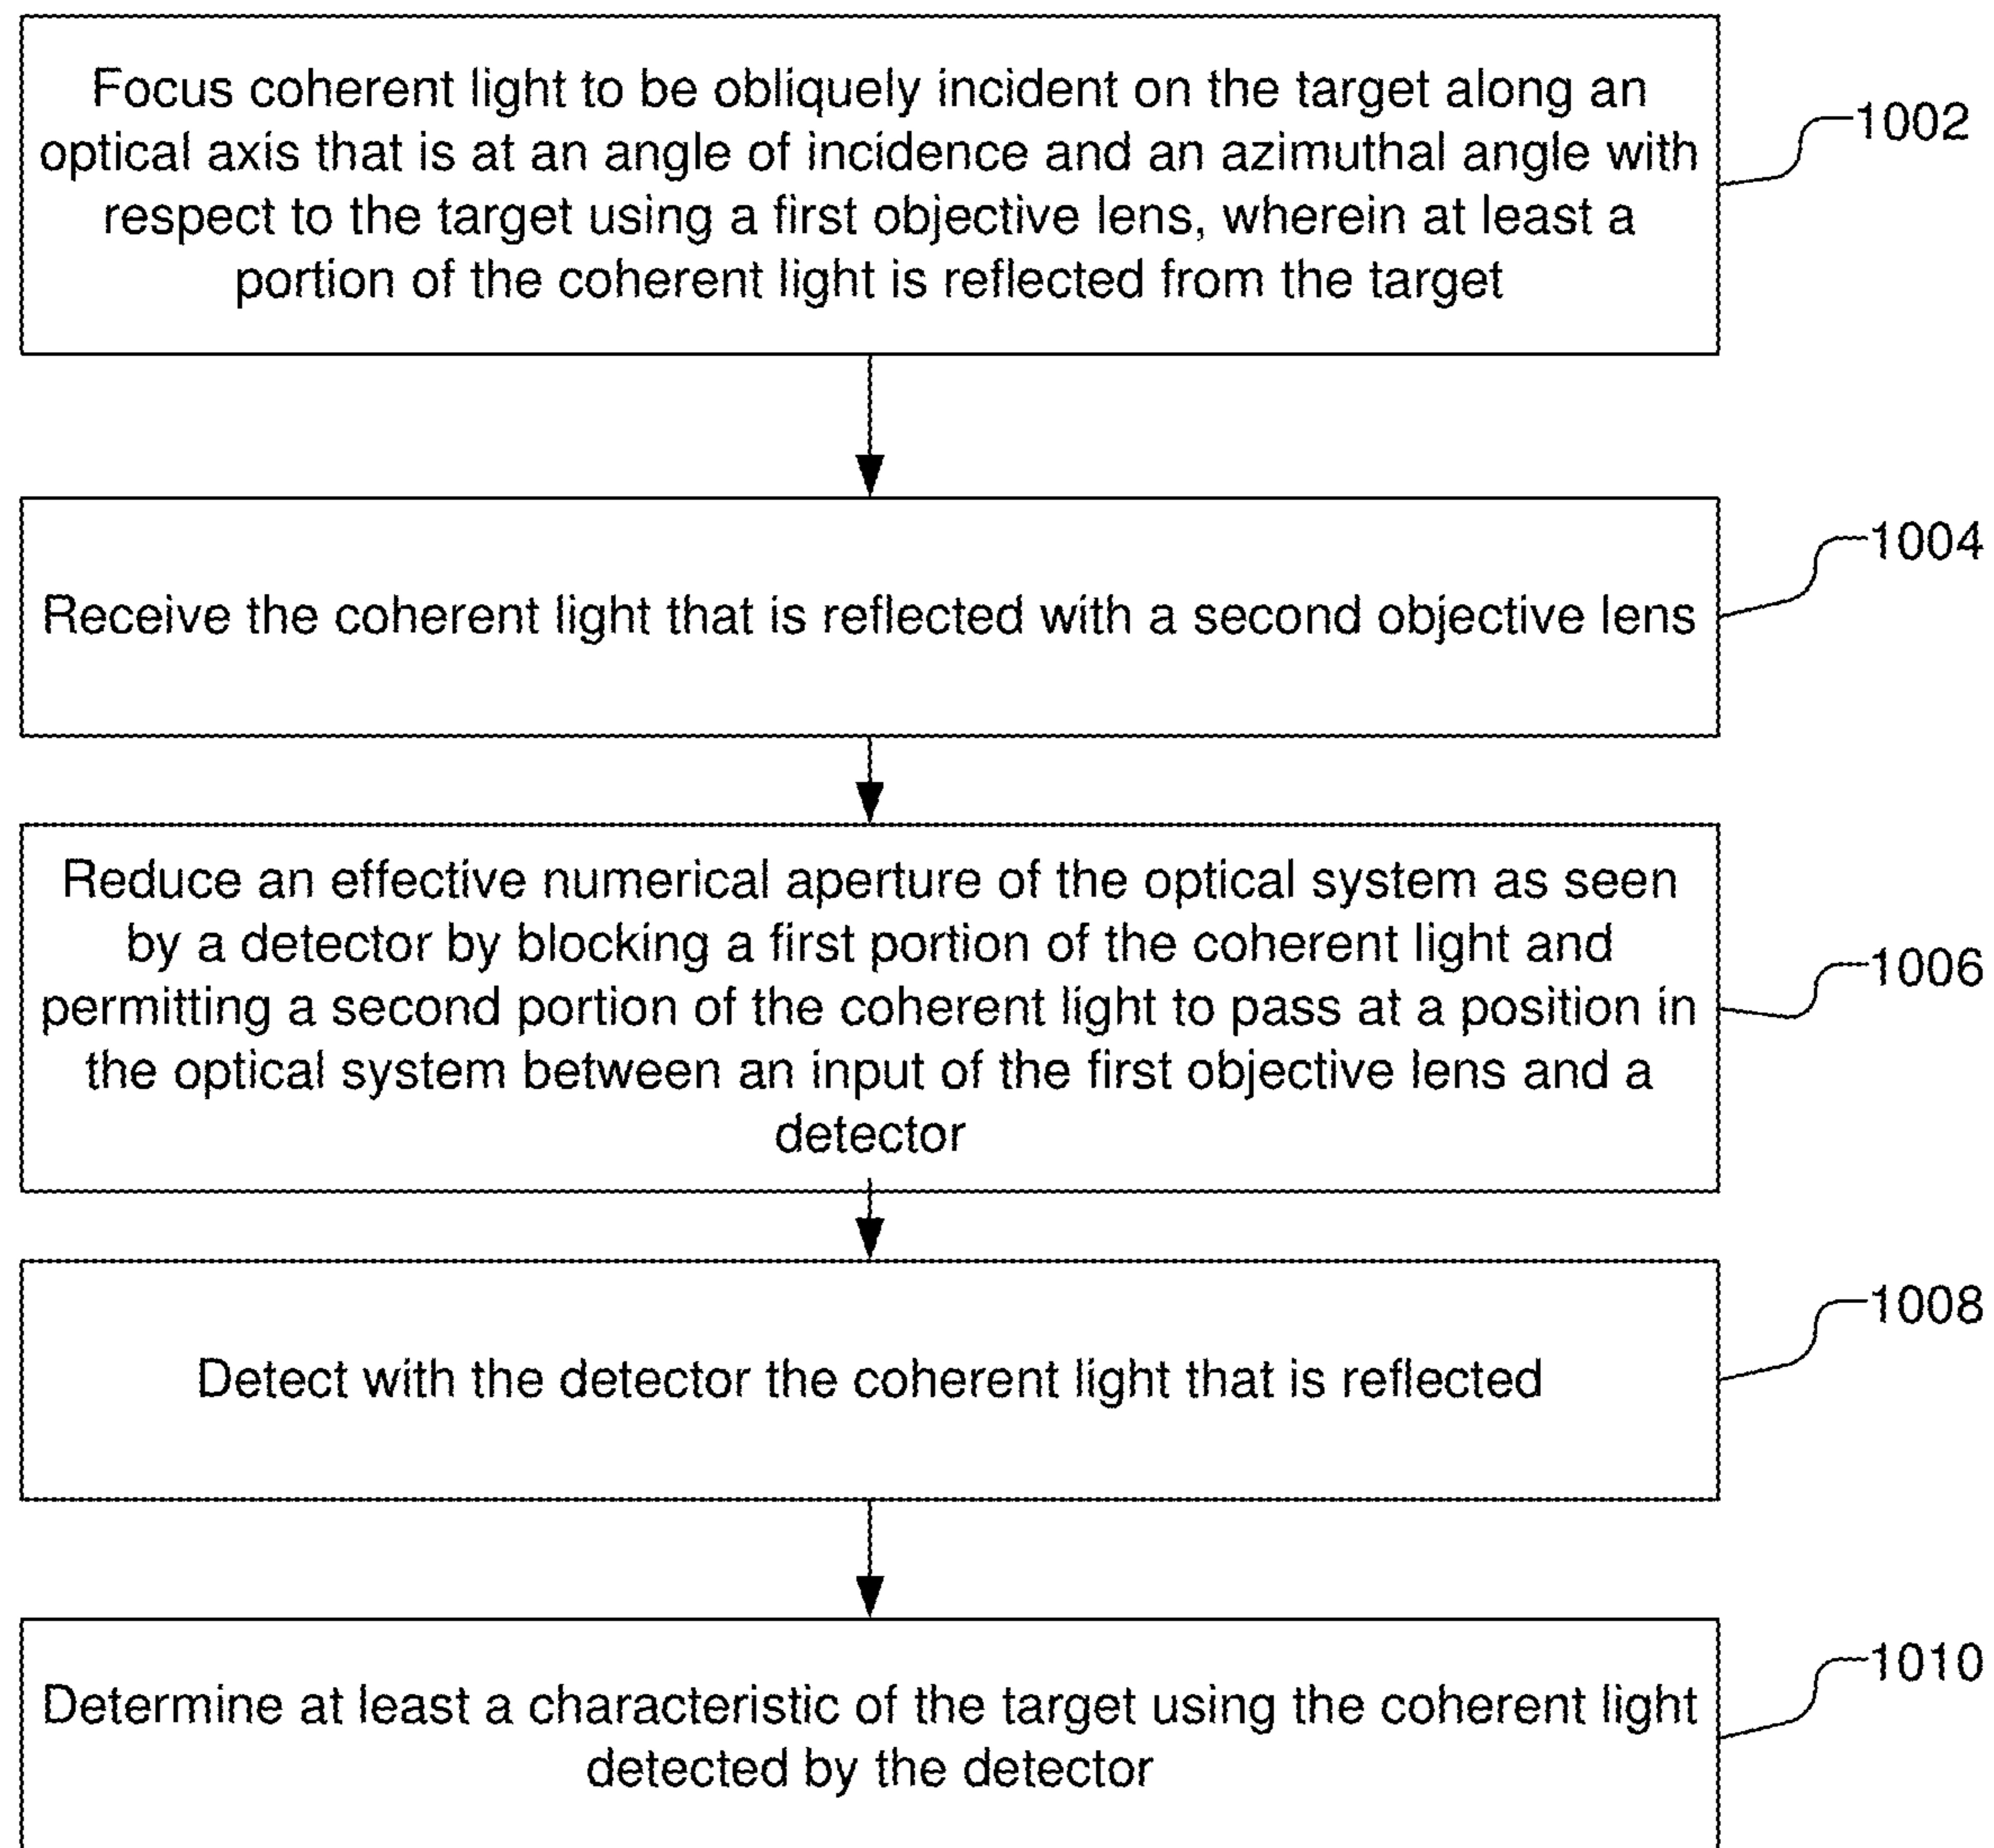 Focus coherent light to be obliquely incident on the target along an
optical axis that is at an angle of incidence and an azimuthal angle with
respect to the target using a first objective lens, wherein at least a
portion of the coherent light is reflected from the target
1002
Receive the coherent light that is reflected with a second objective lens
1004
Reduce an effective numerical aperture of the optical system as seen
by a detector by blocking a first portion of the coherent light and
permitting a second portion of the coherent light to pass at a position in
the optical system between an input of the first objective lens and a
detector
1006
Detect with the detector the coherent light that is reflected
1008
Determine at least a characteristic of the target using the coherent light
detected by the detector
1010